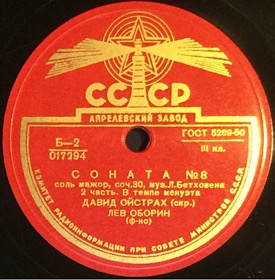 СССР
АПРЕЛЕВСКИЙ ЗАВОД
ГОСТ 5289-50
Б—2
017294
III кл.
СОНАТА №8
соль мажор, соч.30, муз.Л.Бетховена
2 часть. В темпе менуэта
ДАВИД ОЙСТРАХ (скр.)
ЛЕВ ОБОРИН
(ф-но)
КОМИТЕТ РАДИОИНФОРМАЦИИ ПРИ СОВЕТЕ МИНИСТРОВ С.С.С.Р.